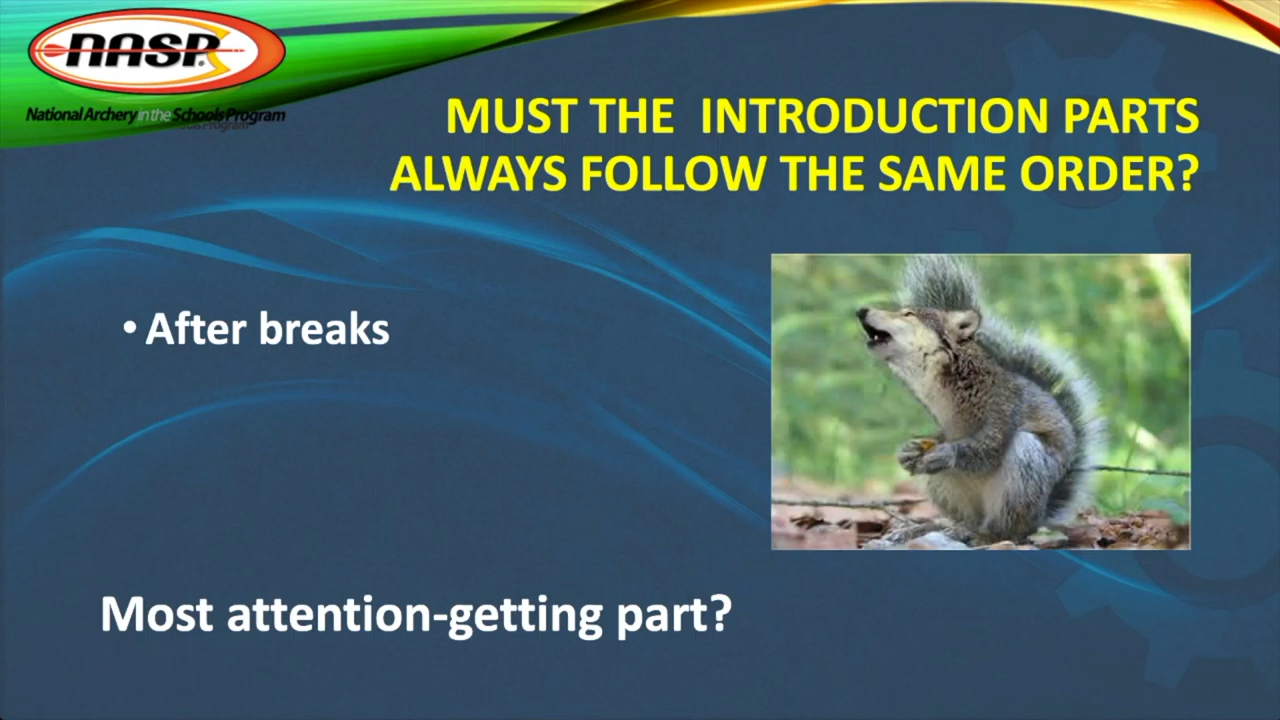 NASP®
National Archery in the Schools Program
MUST THE INTRODUCTION PARTS
ALWAYS FOLLOW THE SAME ORDER?
• After breaks
Most attention-getting part?